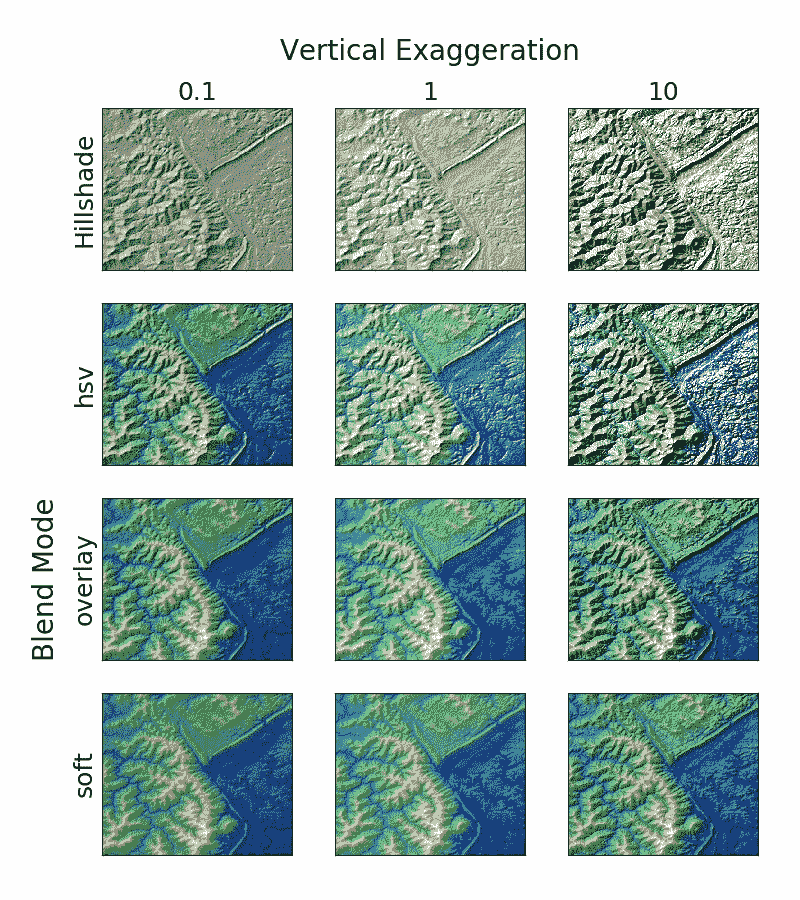 Vertical Exaggeration
0.1
1
10
Hillshade
hsv
Blend Mode
overlay
soft